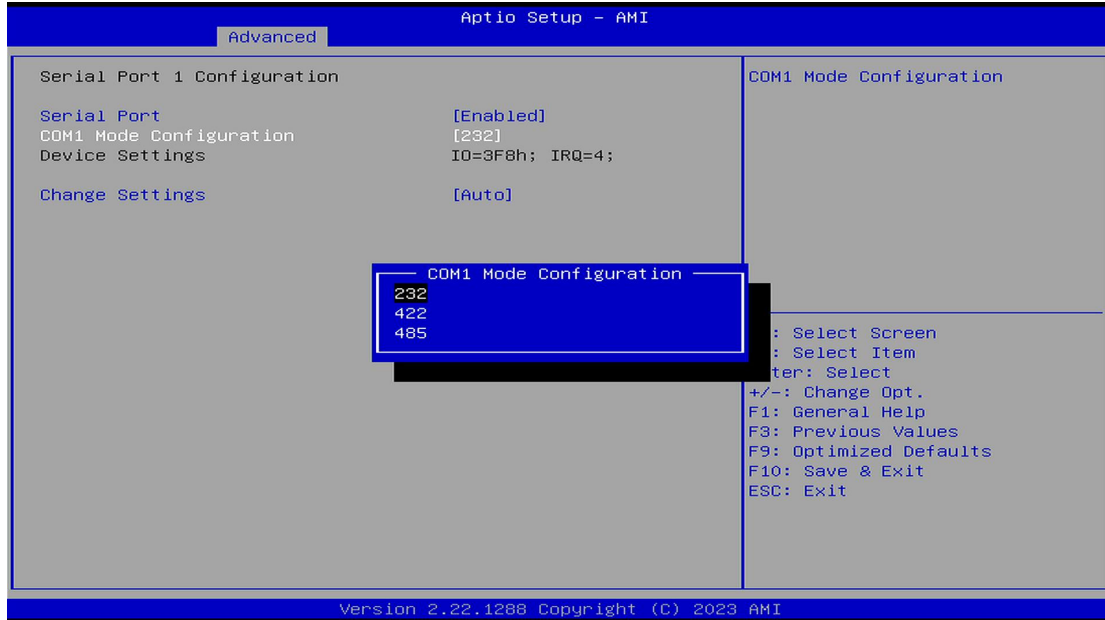 Aptio Setup – AMI
Advanced
Serial Port 1 Configuration
Serial Port [Enabled]
COM1 Mode Configuration [232]
Device Settings IO=3F8h; IRQ=4;
Change Settings [Auto]
COM1 Mode Configuration
COM1 Mode Configuration
232
422
485
: Select Screen
: Select Item
ter: Select
+/-: Change Opt.
F1: General Help
F3: Previous Values
F9: Optimized Defaults
F10: Save & Exit
ESC: Exit
Version 2.22.1288 Copyright (C) 2023 AMI